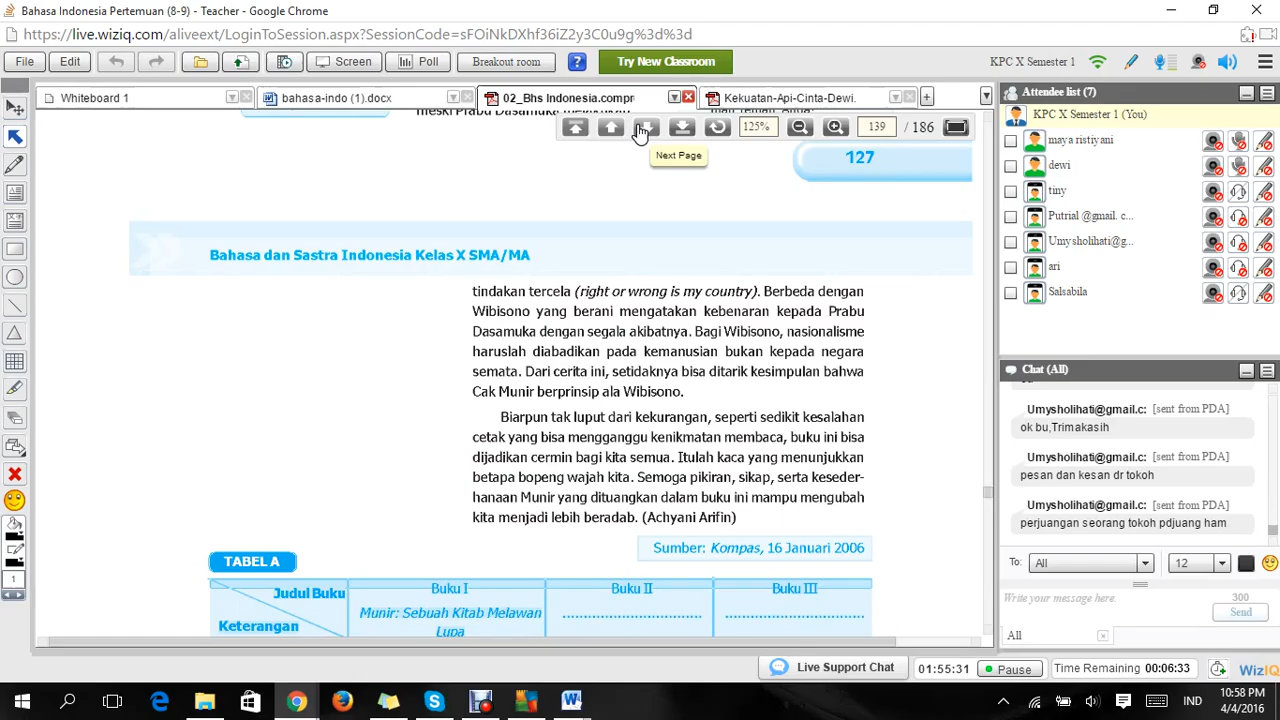 Bahasa Indonesia Pertemuan (8-9) - Teacher - Google Chrome
https://live.wiziq.com/aliveext/LoginToSession.aspx?SessionCode=sFOiNkDXhf36iZ2y3C0u9g%3d%3d
File Edit Screen Poll Breakout room ? Try New Classroom KPC X Semester 1
Whiteboard 1 bahasa-indo (1).docx 02_Bhs Indonesia.compre Kekuatan-Api-Cinta-Dewi.
125% 139 / 186
Next Page
127
Bahasa dan Sastra Indonesia Kelas X SMA/MA
tindakan tercela (right or wrong is my country). Berbeda dengan
Wibisono yang berani mengatakan kebenaran kepada Prabu
Dasamuka dengan segala akibatnya. Bagi Wibisono, nasionalisme
haruslah diabadikan pada kemanusian bukan kepada negara
semata. Dari cerita ini, setidaknya bisa ditarik kesimpulan bahwa
Cak Munir berprinsip ala Wibisono.
Biarpun tak luput dari kekurangan, seperti sedikit kesalahan
cetak yang bisa mengganggu kenikmatan membaca, buku ini bisa
dijadikan cermin bagi kita semua. Itulah kaca yang menunjukkan
betapa bopeng wajah kita. Semoga pikiran, sikap, serta keseder-
hanaan Munir yang dituangkan dalam buku ini mampu mengubah
kita menjadi lebih beradab. (Achyani Arifin)
Sumber: Kompas, 16 Januari 2006
TABEL A
Judul Buku Buku I Buku II Buku III
Keterangan Munir: Sebuah Kitab Melawan
Lupa
Attendee list (7)
KPC X Semester 1 (You)
maya ristiyani
dewi
tiny
Putrial @gmail. c...
Umysholihati@g...
ari
Salsabila
Chat (All)
Umysholihati@gmail.c: [sent from PDA]
ok bu,Trimakasih
Umysholihati@gmail.c: [sent from PDA]
pesan dan kesan dr tokoh
Umysholihati@gmail.c: [sent from PDA]
perjuangan seorang tokoh pdjuang ham
To: All 12
Write your message here. 300
Send
All
1
Live Support Chat 01:55:31 Pause Time Remaining 00:06:33 WizIQ
IND
10:58 PM
4/4/2016